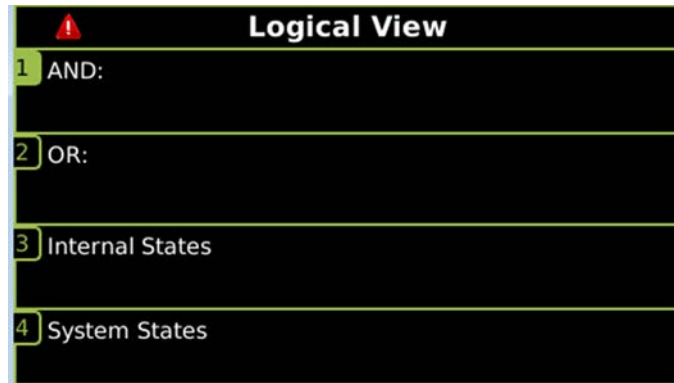 Logical View
1 AND:
2 OR:
3 Internal States
4 System States